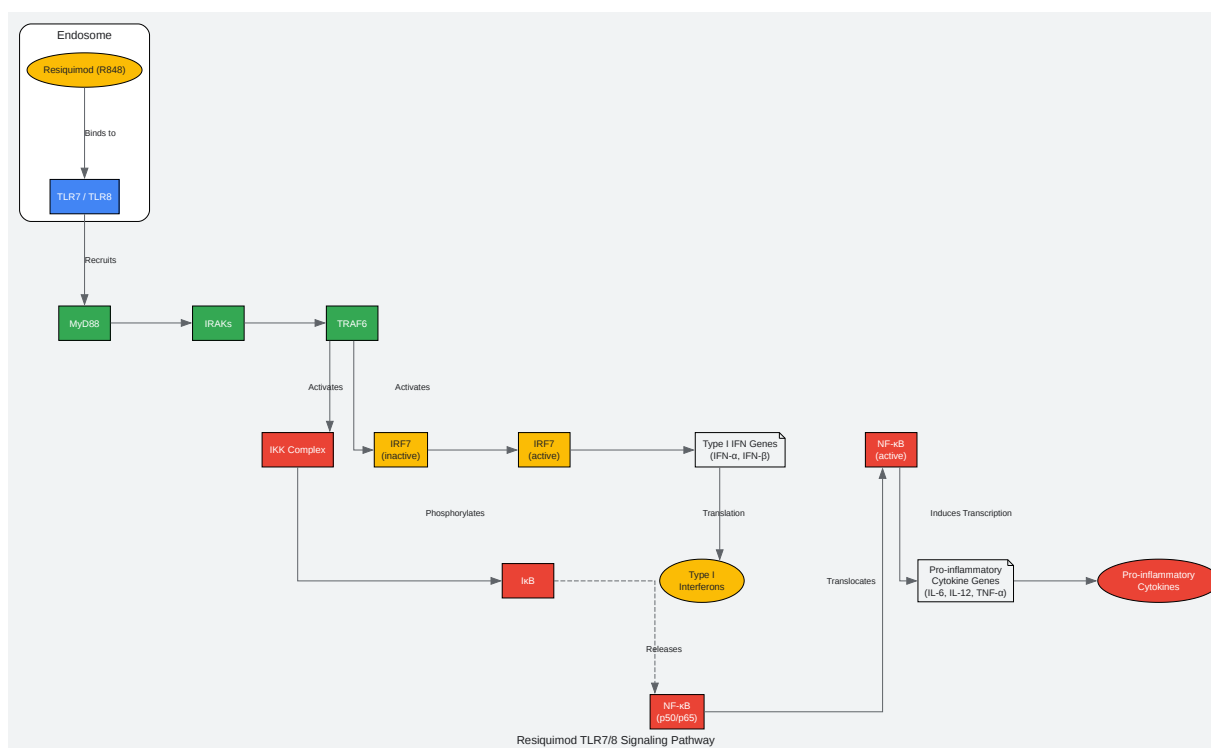 Endosome
Resiquimod (R848)
Binds to
TLR7 / TLR8
Recruits
MyD88
IRAKs
TRAF6
Activates
Activates
IKK Complex
IRF7
(inactive)
IRF7
(active)
Type I IFN Genes
(IFN-α, IFN-β)
NF-κB
(active)
Phosphorylates
Translation
Induces Transcription
IκB
Type I
Interferons
Translocates
Pro-inflammatory
Cytokine Genes
(IL-6, IL-12, TNF-α)
Pro-inflammatory
Cytokines
Releases
NF-κB
(p50/p65)
Resiquimod TLR7/8 Signaling Pathway